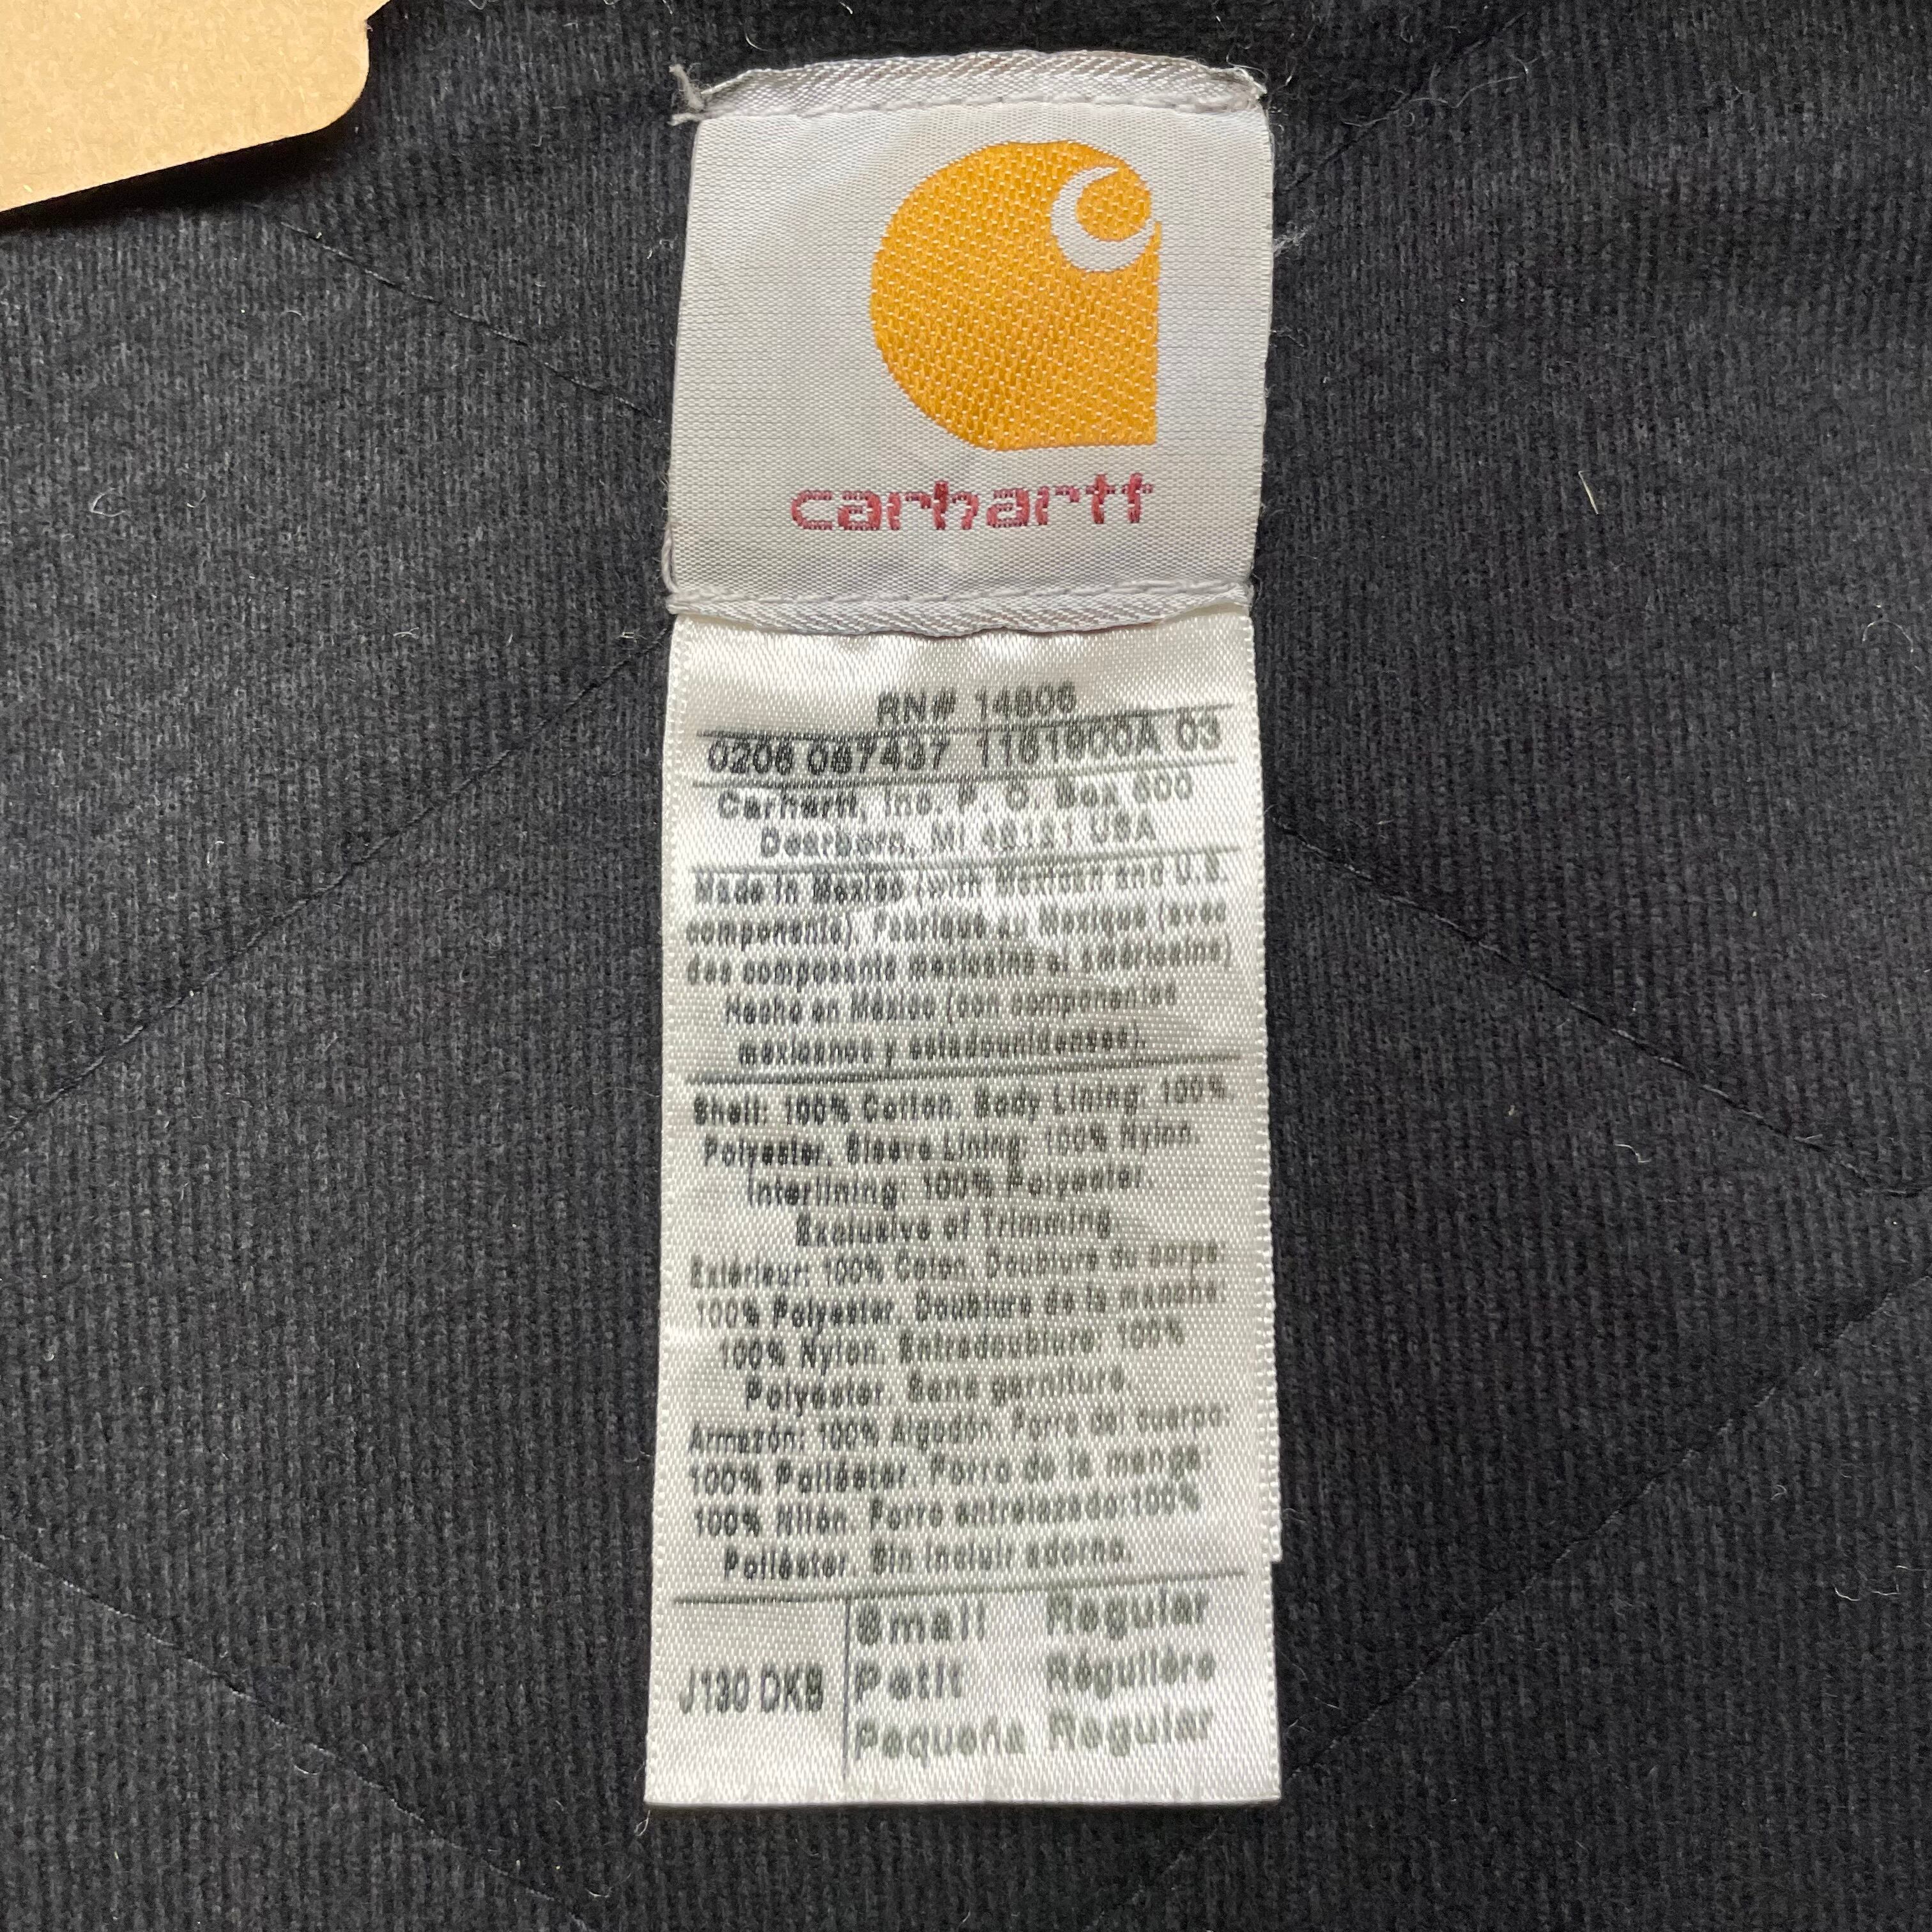 carhartt
RN# 14806
0206 087437 1161900A 03
Carhartt, Inc. P. O. Box 600
Dearborn, MI 48121 USA
Made in Mexico (with Mexican and U.S.
components). Fabrique au Mexique (avec
des composants mexicains et américains)
Hecho en Mexico (con componentes
mexicanos y estadounidenses).
Shell: 100% Cotton. Body Lining: 100%
Polyester. Sleeve Lining: 100% Nylon.
Interlining: 100% Polyester
Exclusive of Trimming
Extérieur: 100% Coton. Doublure du corps:
100% Polyester. Doublure de la manche
100% Nylon. Entredoublure: 100%
Polyester. Sans garniture.
Armazón: 100% Algodón. Forro del cuerpo:
100% Poliéster. Forro de la manga
100% Nilón. Forro entrelazado:100%
Poliéster. Sin incluir adorno.
J130 DKB
Small Regular
Petit Régulière
Pequeña Regular